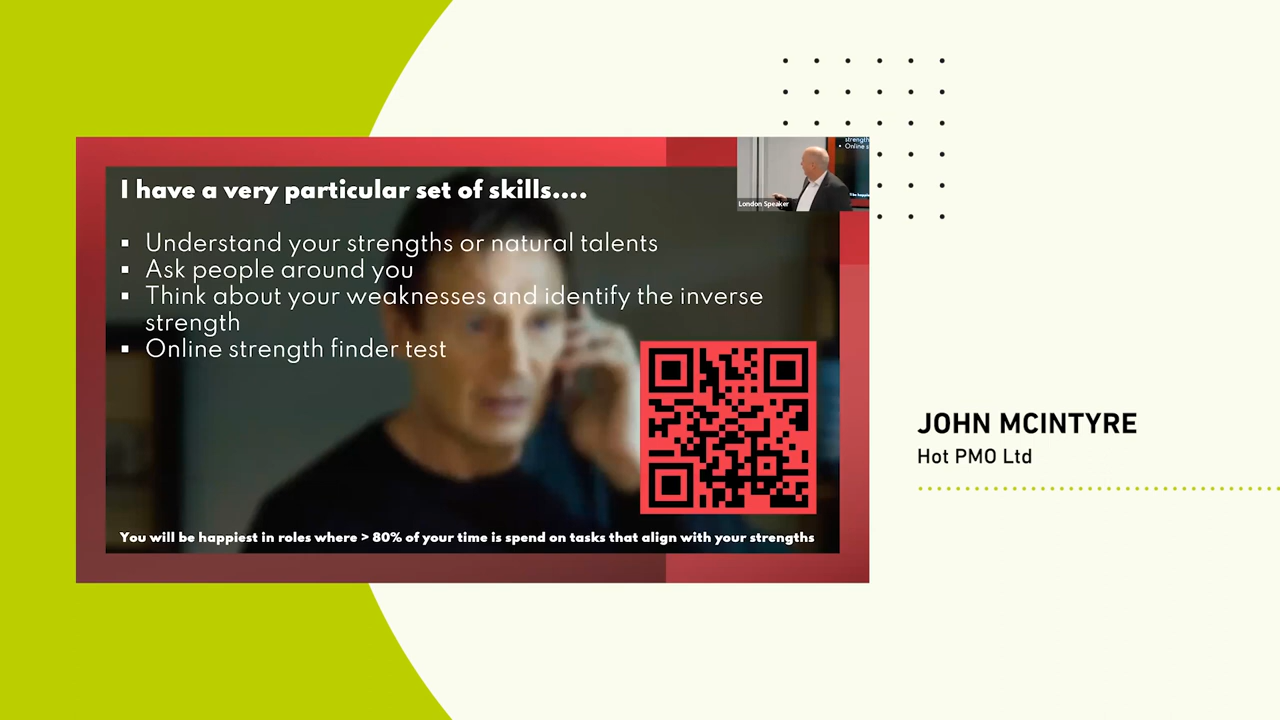 I have a very particular set of skills....
▪ Understand your strengths or natural talents
▪ Ask people around you
▪ Think about your weaknesses and identify the inverse
strength
▪ Online strength finder test
You will be happiest in roles where > 80% of your time is spend on tasks that align with your strengths
strength
• Online s
London Speaker
JOHN MCINTYRE
Hot PMO Ltd